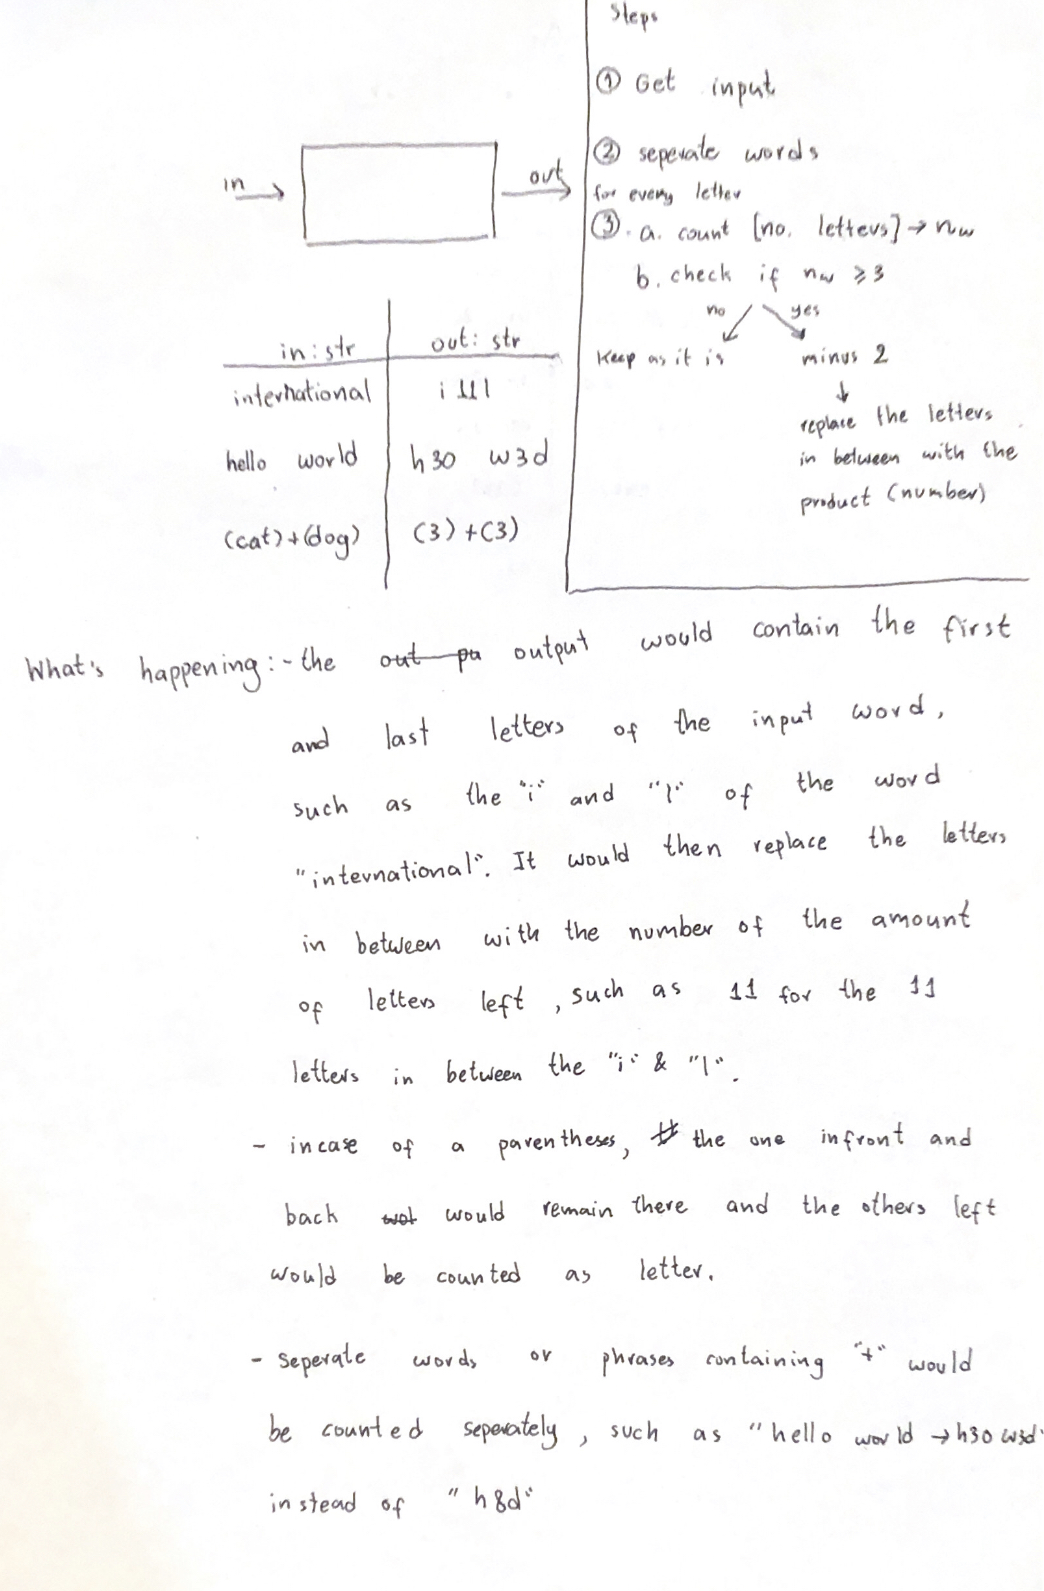 Steps
① Get input
② seperate words
for every letter
③. a. count [no. letters] → nw
b. check if nw ≥ 3
no yes
Keep as it is
minus 2
↓
replace the letters
in between with the
product (number)
in →
out →
in : str
out : str
international
i 11 l
hello world
h3o w3d
(cat)+(dog)
(3)+(3)
What's happening :- the out pu output would contain the first
and last letters of the input word,
such as the "i" and "l" of the word
"international". It would then replace the letters
in between with the number of the amount
of letters left , such as 11 for the 11
letters in between the "i" & "l".
- incase of a parentheses, the one infront and
back would remain there and the others left
would be counted as letter.
- Seperate words or phrases containing "+" would
be counted seperately , such as "hello world → h3o w3d"
instead of "h8d"